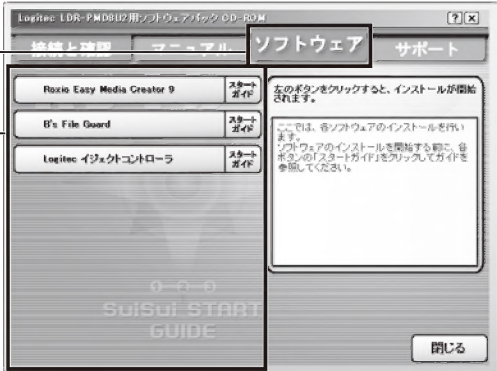 Logitec LDR-PMD8U2用ソフトウェアパック CD-ROM
接続と確認 マニュアル ソフトウェア サポート
Roxio Easy Media Creator 9
スタート
ガイド
B's File Guard
スタート
ガイド
Logitec イジェクトコントローラ
スタート
ガイド
左のボタンをクリックすると、インストールが開始
されます。
ここでは、各ソフトウェアのインストールを行い
ます。
ソフトウェアのインストールを開始する前に、各
ボタンの「スタートガイド」をクリックしてガイドを
参照してください。
SuiSui START
GUIDE
閉じる